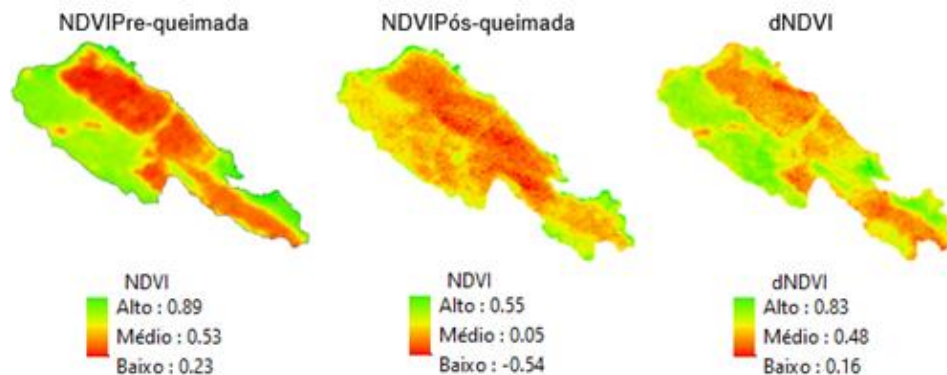 NDVIPre-queimada
NDVIPós-queimada
dNDVI
NDVI
Alto : 0.89
Médio : 0.53
Baixo : 0.23
NDVI
Alto : 0.55
Médio : 0.05
Baixo : -0.54
dNDVI
Alto : 0.83
Médio : 0.48
Baixo : 0.16